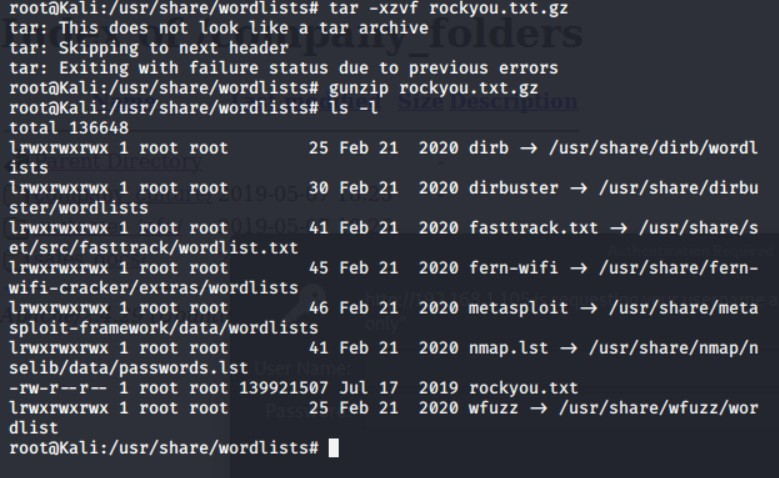 root@Kali:/usr/share/wordlists# tar -xzvf rockyou.txt.gz
tar: This does not look like a tar archive
tar: Skipping to next header
tar: Exiting with failure status due to previous errors
root@Kali:/usr/share/wordlists# gunzip rockyou.txt.gz
root@Kali:/usr/share/wordlists# ls -l
total 136648
lrwxrwxrwx 1 root root        25 Feb 21  2020 dirb → /usr/share/dirb/wordl
ists
lrwxrwxrwx 1 root root        30 Feb 21  2020 dirbuster → /usr/share/dirbu
ster/wordlists
lrwxrwxrwx 1 root root        41 Feb 21  2020 fasttrack.txt → /usr/share/s
et/src/fasttrack/wordlist.txt
lrwxrwxrwx 1 root root        45 Feb 21  2020 fern-wifi → /usr/share/fern-
wifi-cracker/extras/wordlists
lrwxrwxrwx 1 root root        46 Feb 21  2020 metasploit → /usr/share/meta
sploit-framework/data/wordlists
lrwxrwxrwx 1 root root        41 Feb 21  2020 nmap.lst → /usr/share/nmap/n
selib/data/passwords.lst
-rw-r--r-- 1 root root 139921507 Jul 17  2019 rockyou.txt
lrwxrwxrwx 1 root root        25 Feb 21  2020 wfuzz → /usr/share/wfuzz/wor
dlist
root@Kali:/usr/share/wordlists#